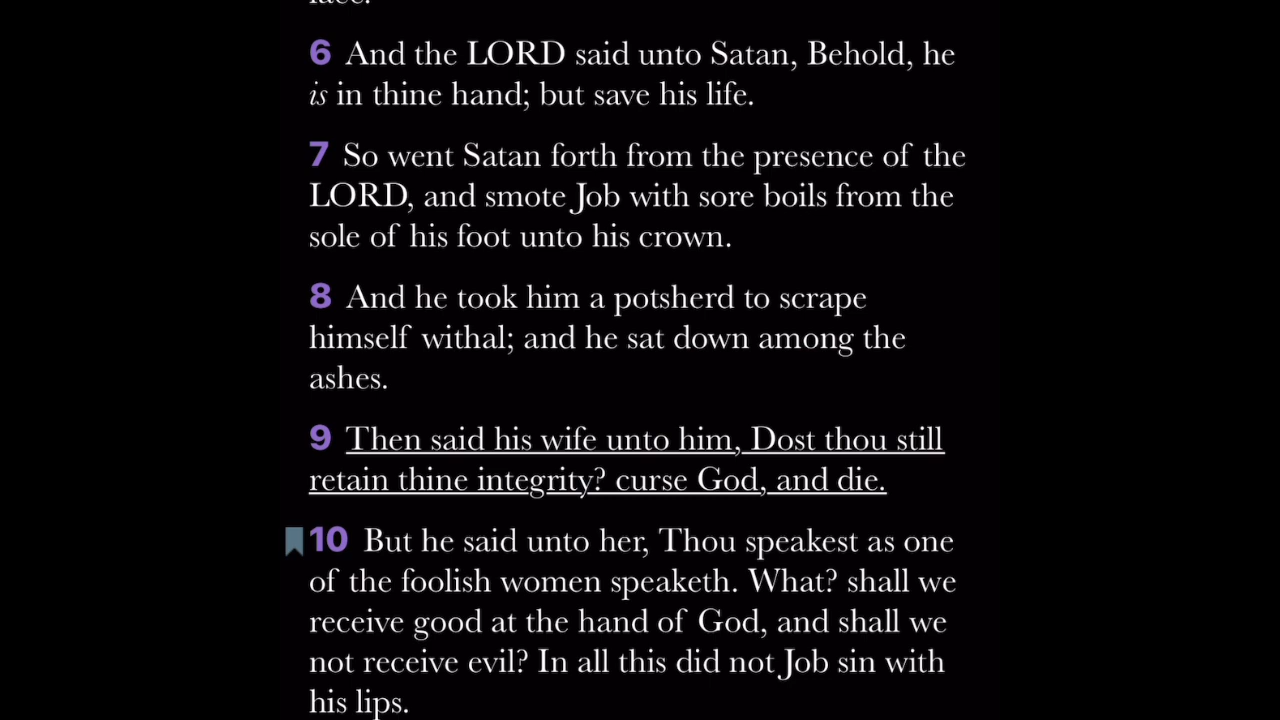 face.
6 And the LORD said unto Satan, Behold, he
is in thine hand; but save his life.
7 So went Satan forth from the presence of the
LORD, and smote Job with sore boils from the
sole of his foot unto his crown.
8 And he took him a potsherd to scrape
himself withal; and he sat down among the
ashes.
9 Then said his wife unto him, Dost thou still
retain thine integrity? curse God, and die.
10 But he said unto her, Thou speakest as one
of the foolish women speaketh. What? shall we
receive good at the hand of God, and shall we
not receive evil? In all this did not Job sin with
his lips.